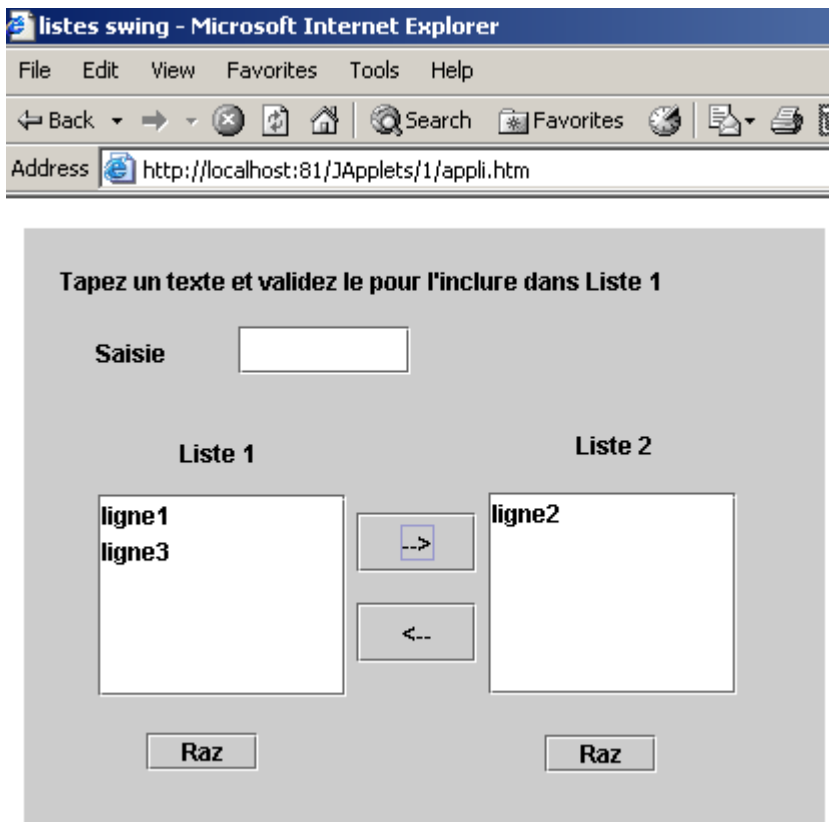 listes swing - Microsoft Internet Explorer
File Edit View Favorites Tools Help
Back Search Favorites
Address http://localhost:81/JApplets/1/appli.htm
Tapez un texte et validez le pour l'inclure dans Liste 1
Saisie
Liste 1 Liste 2
ligne1 ligne2
ligne3
-->
<--
Raz Raz